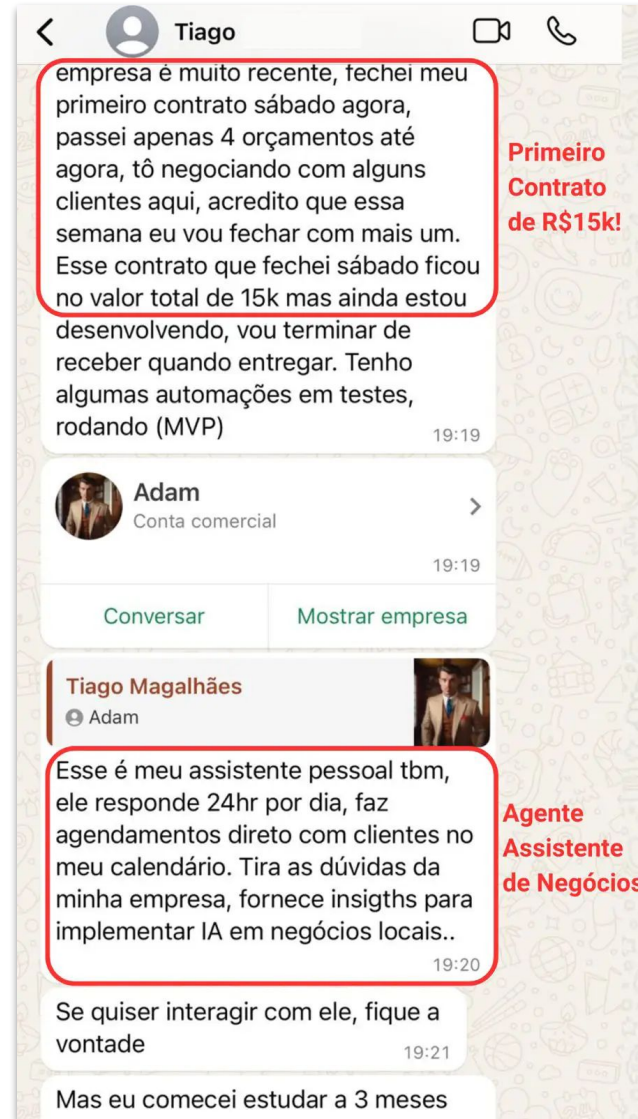 Tiago
empresa é muito recente, fechei meu
primeiro contrato sábado agora,
passei apenas 4 orçamentos até
agora, tô negociando com alguns
clientes aqui, acredito que essa
semana eu vou fechar com mais um.
Esse contrato que fechei sábado ficou
no valor total de 15k mas ainda estou
desenvolvendo, vou terminar de
receber quando entregar. Tenho
algumas automações em testes,
rodando (MVP)
19:19
Primeiro
Contrato
de R$15k!
Adam
Conta comercial
19:19
Conversar
Mostrar empresa
Tiago Magalhães
Adam
Esse é meu assistente pessoal tbm,
ele responde 24hr por dia, faz
agendamentos direto com clientes no
meu calendário. Tira as dúvidas da
minha empresa, fornece insigths para
implementar IA em negócios locais..
19:20
Agente
Assistente
de Negócios
Se quiser interagir com ele, fique a
vontade
19:21
Mas eu comecei estudar a 3 meses